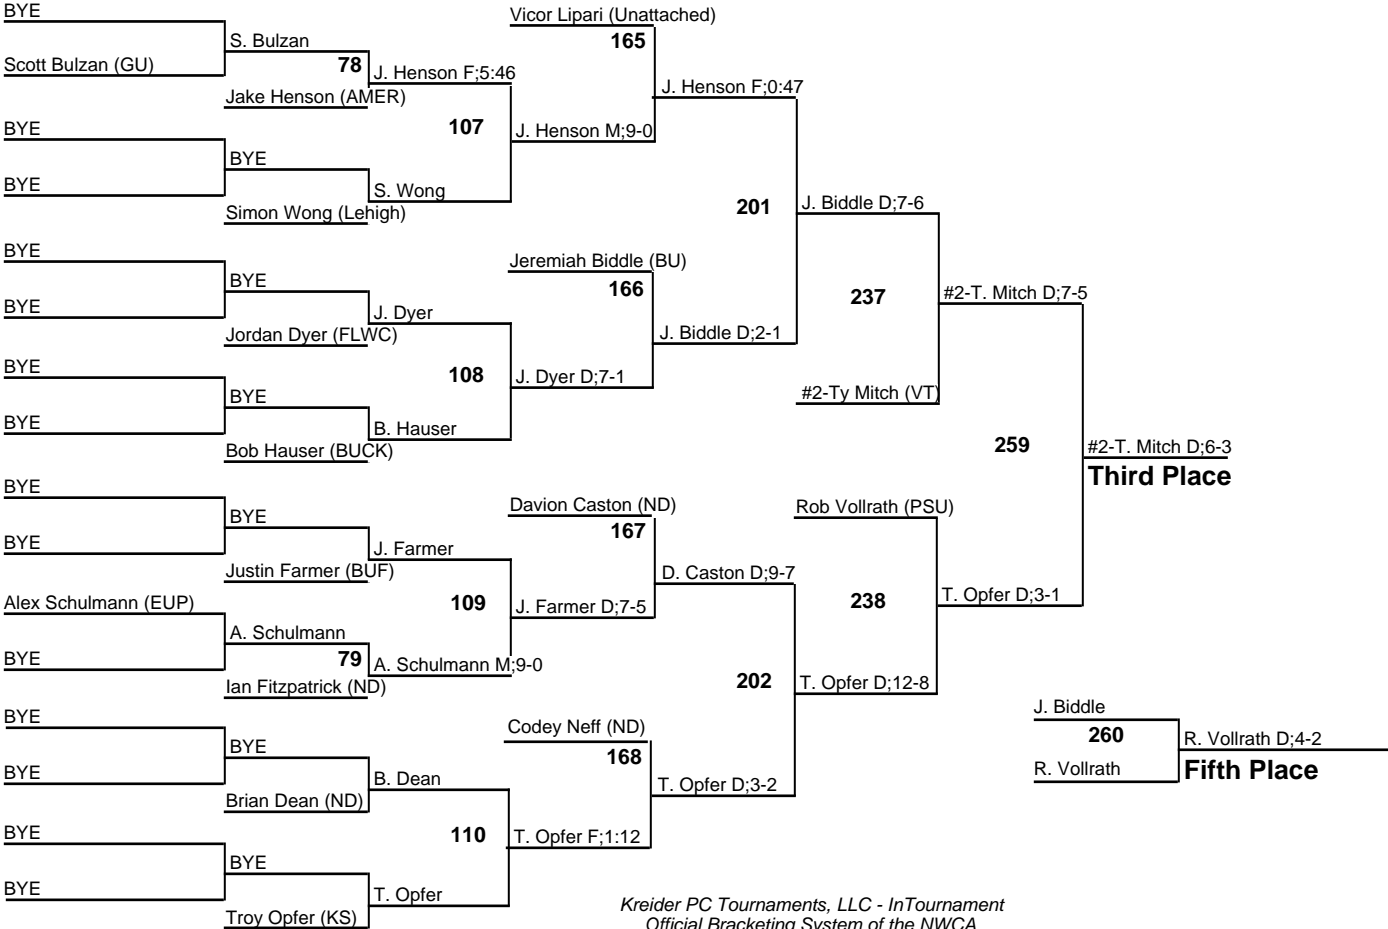 BYE
Vicor Lipari (Unattached)
S. Bulzan
165
Scott Bulzan (GU)
78
J. Henson F;5:46
J. Henson F;0:47
Jake Henson (AMER)
BYE
107
J. Henson M;9-0
BYE
BYE
S. Wong
Simon Wong (Lehigh)
201
J. Biddle D;7-6
BYE
Jeremiah Biddle (BU)
BYE
166
237
#2-T. Mitch D;7-5
BYE
J. Dyer
Jordan Dyer (FLWC)
J. Biddle D;2-1
BYE
108
J. Dyer D;7-1
BYE
#2-Ty Mitch (VT)
BYE
B. Hauser
Bob Hauser (BUCK)
259
#2-T. Mitch D;6-3
Third Place
BYE
Davion Caston (ND)
Rob Vollrath (PSU)
BYE
167
BYE
J. Farmer
Justin Farmer (BUF)
D. Caston D;9-7
Alex Schulmann (EUP)
109
J. Farmer D;7-5
238
T. Opfer D;3-1
A. Schulmann
BYE
79
A. Schulmann M;9-0
Ian Fitzpatrick (ND)
202
T. Opfer D;12-8
BYE
Codey Neff (ND)
J. Biddle
BYE
168
260
R. Vollrath D;4-2
BYE
B. Dean
T. Opfer D;3-2
R. Vollrath
Fifth Place
Brian Dean (ND)
BYE
110
T. Opfer F;1:12
BYE
BYE
T. Opfer
Troy Opfer (KS)
Kreider PC Tournaments, LLC - InTournament
Official Bracketing System of the NWCA